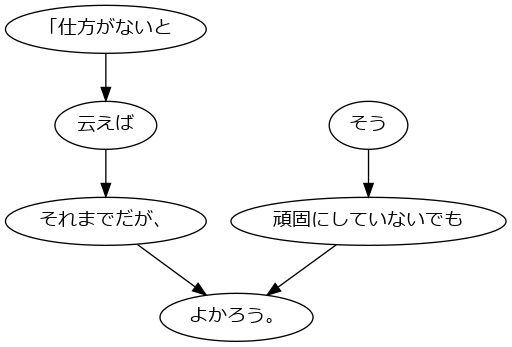 「仕方がないと
云えば
そう
それまでだが、
頑固にしていないでも
よかろう。